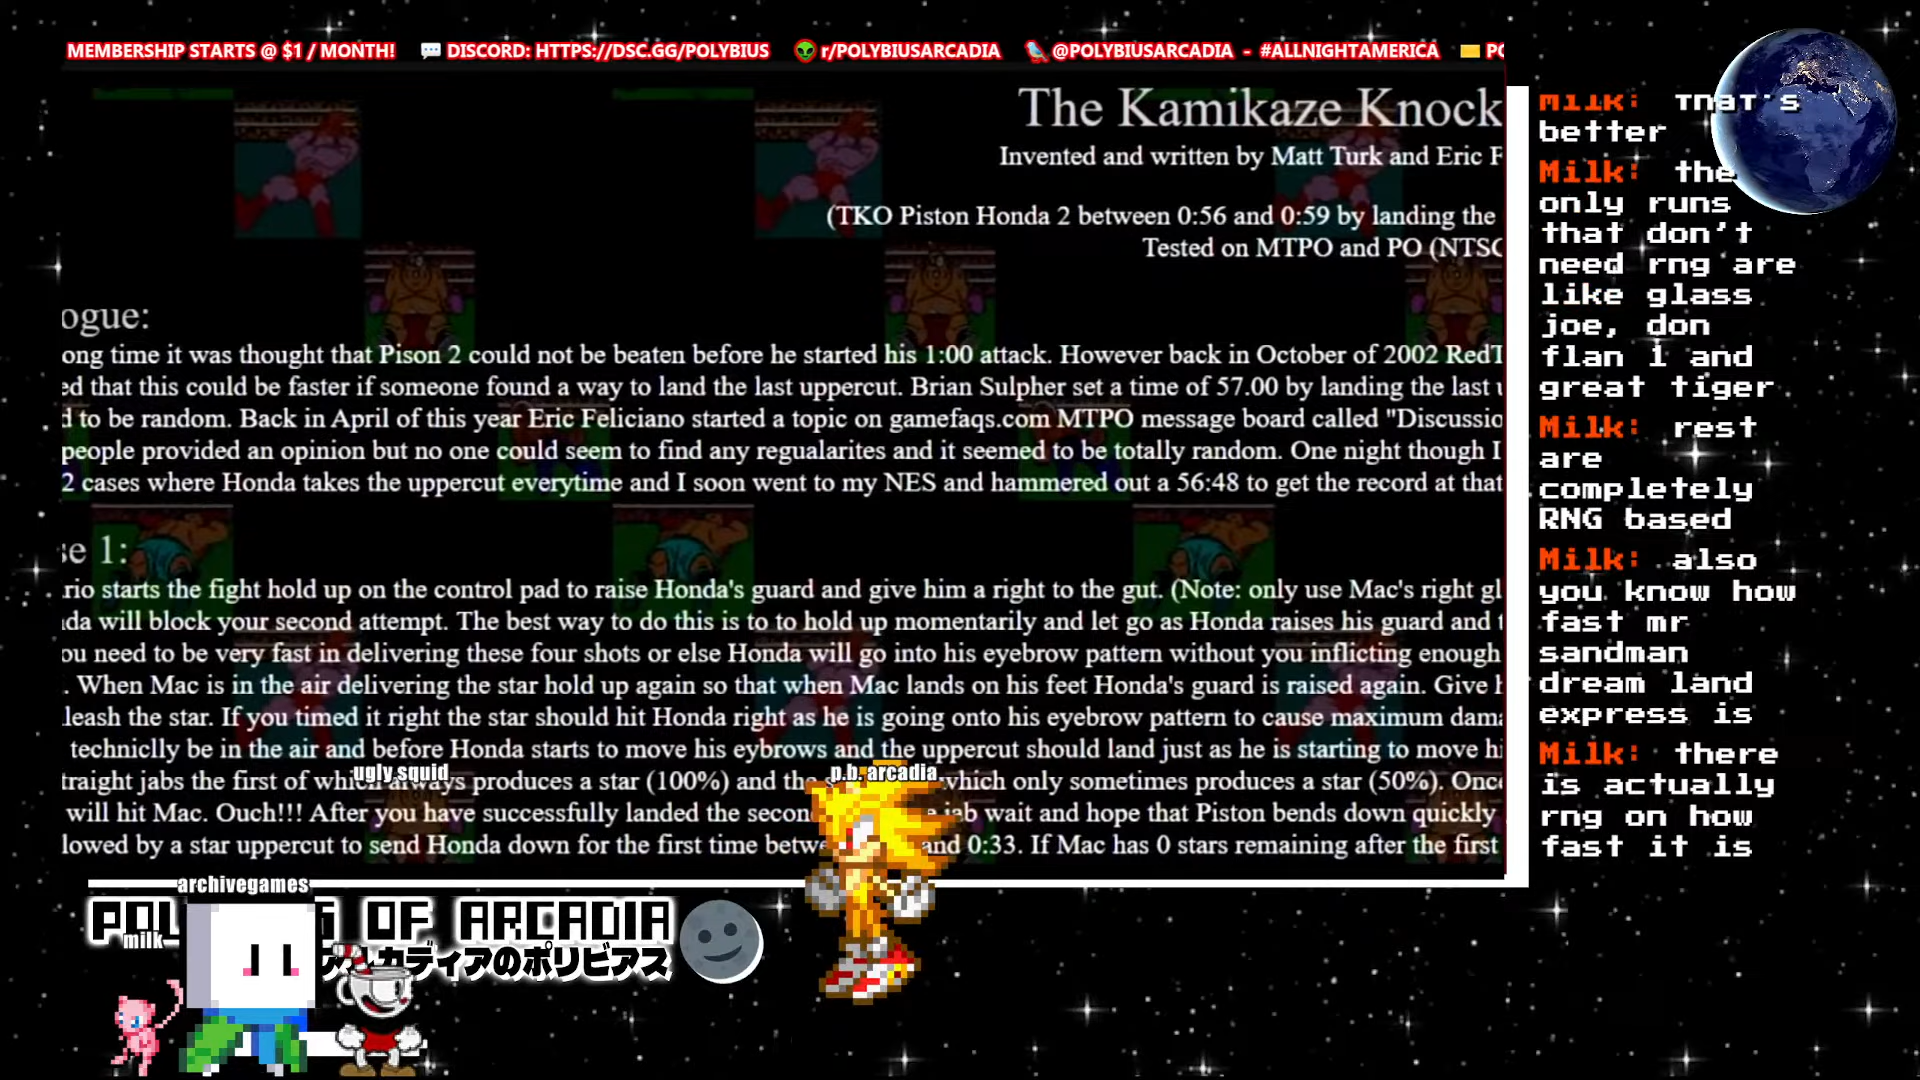 MEMBERSHIP STARTS @ $1 / MONTH! DISCORD: HTTPS://DSC.GG/POLYBIUS r/POLYBIUSARCADIA @POLYBIUSARCADIA - #ALLNIGHTAMERICA
The Kamikaze Knock
Invented and written by Matt Turk and Eric F
(TKO Piston Honda 2 between 0:56 and 0:59 by landing the
Tested on MTPO and PO (NTSC
ogue:
ong time it was thought that Pison 2 could not be beaten before he started his 1:00 attack. However back in October of 2002 RedT
ed that this could be faster if someone found a way to land the last uppercut. Brian Sulpher set a time of 57.00 by landing the last u
d to be random. Back in April of this year Eric Feliciano started a topic on gamefaqs.com MTPO message board called "Discussio
people provided an opinion but no one could seem to find any regualarites and it seemed to be totally random. One night though I
2 cases where Honda takes the uppercut everytime and I soon went to my NES and hammered out a 56:48 to get the record at that
se 1:
rio starts the fight hold up on the control pad to raise Honda's guard and give him a right to the gut. (Note: only use Mac's right gl
da will block your second attempt. The best way to do this is to to hold up momentarily and let go as Honda raises his guard and t
ou need to be very fast in delivering these four shots or else Honda will go into his eyebrow pattern without you inflicting enough
. When Mac is in the air delivering the star hold up again so that when Mac lands on his feet Honda's guard is raised again. Give h
leash the star. If you timed it right the star should hit Honda right as he is going onto his eyebrow pattern to cause maximum dama
techniclly be in the air and before Honda starts to move his eybrows and the uppercut should land just as he is starting to move hi
traight jabs the first of which always produces a star (100%) and the which only sometimes produces a star (50%). Once
will hit Mac. Ouch!!! After you have successfully landed the secon jab wait and hope that Piston bends down quickly
lowed by a star uppercut to send Honda down for the first time betwe and 0:33. If Mac has 0 stars remaining after the first
ugly squid
p.b. arcadia
archivegames
milk
OF ARCADIA
カディアのポリビアス
Milk: That's
better
Milk: the
only runs
that don't
need rng are
like glass
joe, don
flan 1 and
great tiger
Milk: rest
are
completely
RNG based
Milk: also
you know how
fast mr
sandman
dream land
express is
Milk: there
is actually
rng on how
fast it is